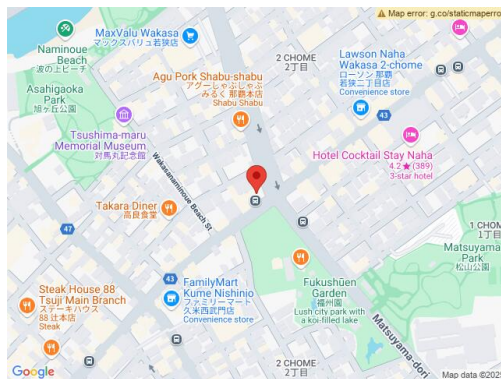 Map error: g.co/staticmaperro
Naminoue
Beach
波の上ビーチ
MaxValu Wakasa
マックスバリュ若狭店
2 CHOME
2丁目
Lawson Naha
Wakasa 2-chome
ローソン 那覇
若狭二丁目店
Convenience store
43
Agu Pork Shabu-shabu
アグーしゃぶしゃぶ
みるく 那覇本店
Shabu Shabu
Asahigaoka
Park
旭ヶ丘公園
Tsushima-maru
Memorial Museum
対馬丸記念館
Hotel Cocktail Stay Naha
4.2★(389)
3-star hotel
Wakasanaminoue Beach St.
Takara Diner
高良食堂
47
1 CHOME
1丁目
Matsuyama
Park
松山公園
43
Steak House 88
Tsuji Main Branch
ステーキハウス
88 辻本店
Steak
FamilyMart
Kume Nishinio
ファミリーマート
久米西武門店
Convenience store
Fukushūen
Garden
福州園
Lush city park with
a koi-filled lake
Matsuyama-dori
2 CHOME
2丁目
Google
Map data ©2025